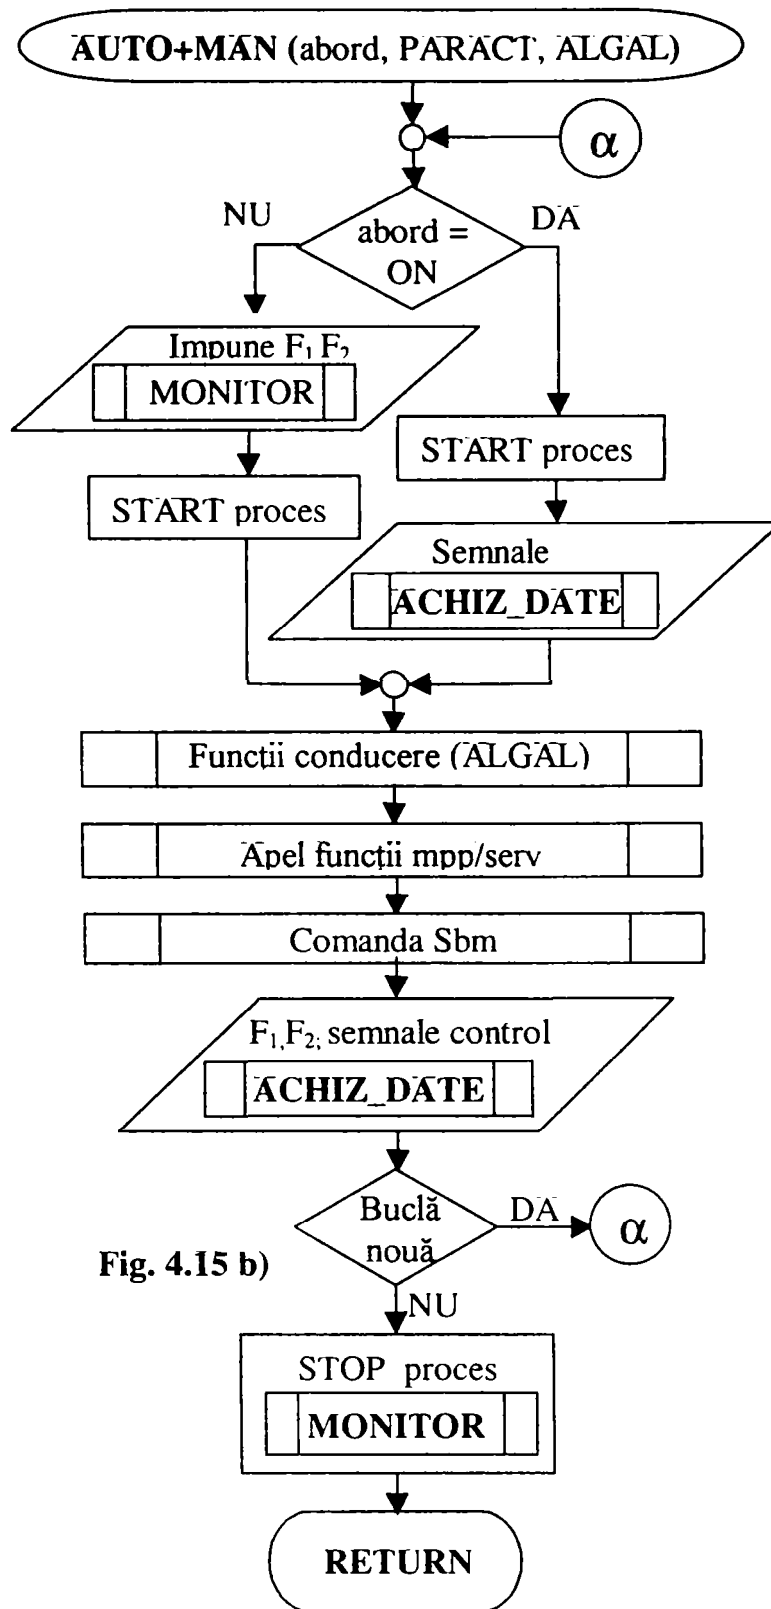 AUTO+MAN (abord, PARACT, ALGAL)
α
NU
DA
abord =
ON
Impune F₁ F₂
MONITOR
START proces
START proces
Semnale
ACHIZ_DATE
Funcții conducere (ALGAL)
Apel funcții mpp/serv
Comanda Sbm
F₁,F₂; semnale control
ACHIZ_DATE
Buclă
nouă
DA
α
Fig. 4.15 b)
NU
STOP proces
MONITOR
RETURN